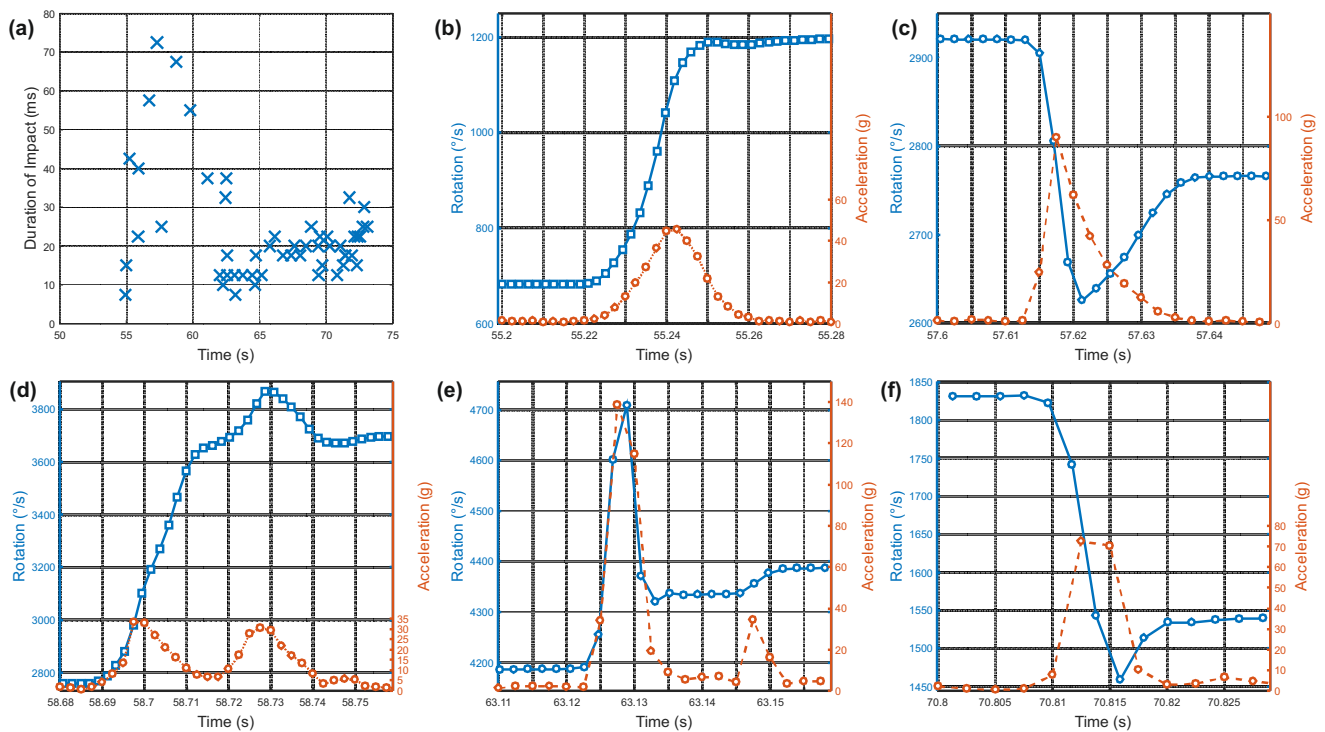 (a)
Duration of Impact (ms)
80
70
60
50
40
30
20
10
0
50 55 60 65 70 75
Time (s)
(b)
Rotation (°/s)
1200
1000
800
600
Acceleration (g)
60
40
20
0
55.2 55.22 55.24 55.26 55.28
Time (s)
(c)
Rotation (°/s)
2900
2800
2700
2600
Acceleration (g)
100
50
0
57.6 57.61 57.62 57.63 57.64
Time (s)
(d)
Rotation (°/s)
3800
3600
3400
3200
3000
2800
Acceleration (g)
35
30
25
20
15
10
5
0
58.68 58.69 58.7 58.71 58.72 58.73 58.74 58.75
Time (s)
(e)
Rotation (°/s)
4700
4600
4500
4400
4300
4200
Acceleration (g)
140
120
100
80
60
40
20
0
63.11 63.12 63.13 63.14 63.15
Time (s)
(f)
Rotation (°/s)
1850
1800
1750
1700
1650
1600
1550
1500
1450
Acceleration (g)
80
70
60
50
40
30
20
10
0
70.8 70.805 70.81 70.815 70.82 70.825
Time (s)